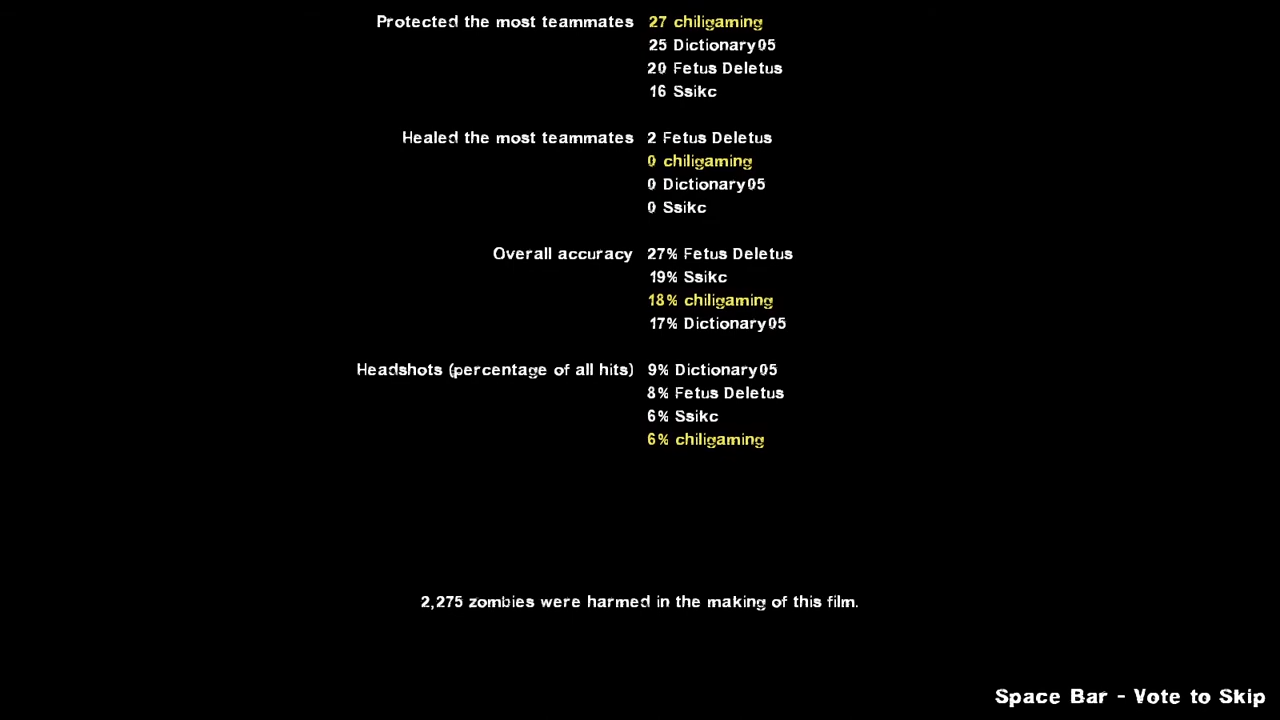 Protected the most teammates 27 chiligaming
25 Dictionary05
20 Fetus Deletus
16 Ssikc
Healed the most teammates 2 Fetus Deletus
0 chiligaming
0 Dictionary05
0 Ssikc
Overall accuracy 27% Fetus Deletus
19% Ssikc
18% chiligaming
17% Dictionary05
Headshots (percentage of all hits) 9% Dictionary05
8% Fetus Deletus
6% Ssikc
6% chiligaming
2,275 zombies were harmed in the making of this film.
Space Bar - Vote to Skip